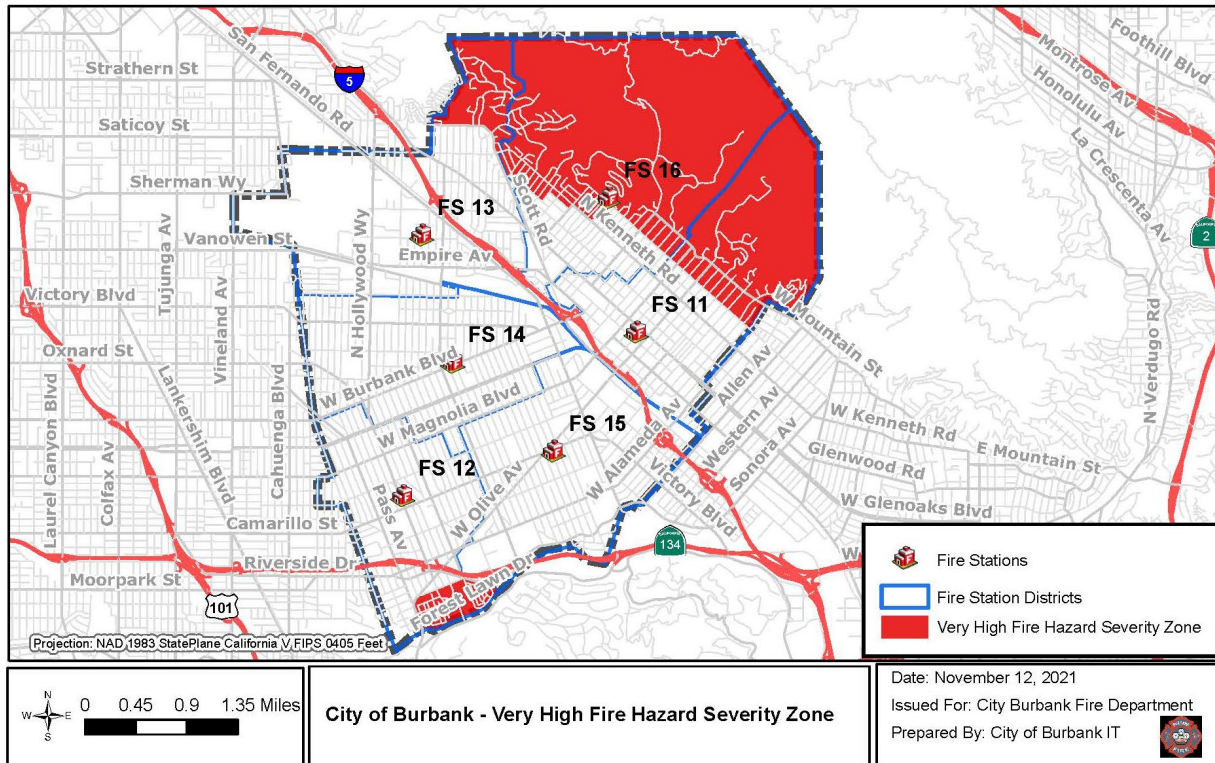 Foothill Blvd
Montrose Av
Honolulu Av
La Crescenta Av
San Fernando Rd
Strathern St
5
Saticoy St
Sherman Wy
FS 16
Scott Rd
2
FS 13
N Kenneth Rd
Vanowen St
Empire Av
Tujunga Av
Vineland Av
N Hollywood Wy
Victory Blvd
FS 11
W Mountain St
FS 14
Oxnard St
W Burbank Blvd
Allen Av
N Verdugo Rd
W Magnolia Blvd
Laurel Canyon Blvd
Colfax Av
Lankershim Blvd
Cahuenga Blvd
FS 15
W Alameda Av
Western Av
Sonora Av
W Kenneth Rd
E Mountain St
Glenwood Rd
FS 12
Pass Av
W Olive Av
Victory Blvd
W Glenoaks Blvd
Camarillo St
134
Riverside Dr
W
Moorpark St
Forest Lawn Dr
101
Fire Stations
Fire Station Districts
Very High Fire Hazard Severity Zone
Projection: NAD 1983 StatePlane California V FIPS 0405 Feet
N
W E
S
0 0.45 0.9 1.35 Miles
City of Burbank - Very High Fire Hazard Severity Zone
Date: November 12, 2021
Issued For: City Burbank Fire Department
Prepared By: City of Burbank IT